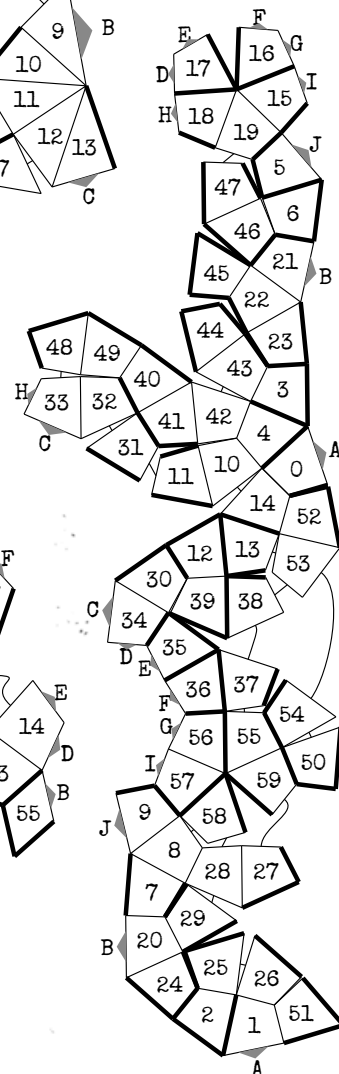 9 B
10
11
12 13
7
C
F
E 16 G
D 17 I
15
H 18
19 J
5
47
6
46
21
45 B
22
44
23
48 49 43
40 3
H 33 32
41 42
C 4
31 A
10 0
11
14
52
12 13 53
F
30
39 38
C 34
D 35
E
36 37
F
54
G 56 55
E
14
I 50
D 57 59
3 B
9 58
55
J
8
28 27
7
29
B 20
25 26
24
2 1 51
A